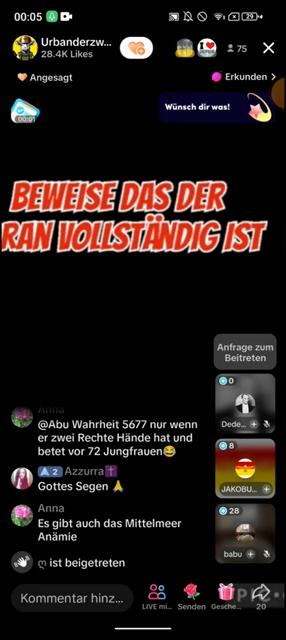 00:05
29
Urbanderzw...
28.4K Likes
75
Angesagt
Erkunden
00:01
Wünsch dir was!
BEWEISE DAS DER
RAN VOLLSTÄNDIG IST
Anfrage zum
Beitreten
0
Dede...
8
JAKOBU...
28
babu
Anna
@Abu Wahrheit 5677 nur wenn
er zwei Rechte Hände hat und
betet vor 72 Jungfrauen😂
2 Azzurra✝️
Gottes Segen 🙏
Anna
Es gibt auch das Mittelmeer
Anämie
ღ ist beigetreten
Kommentar hinz...
LIVE mi...
Senden
Gesche...
20